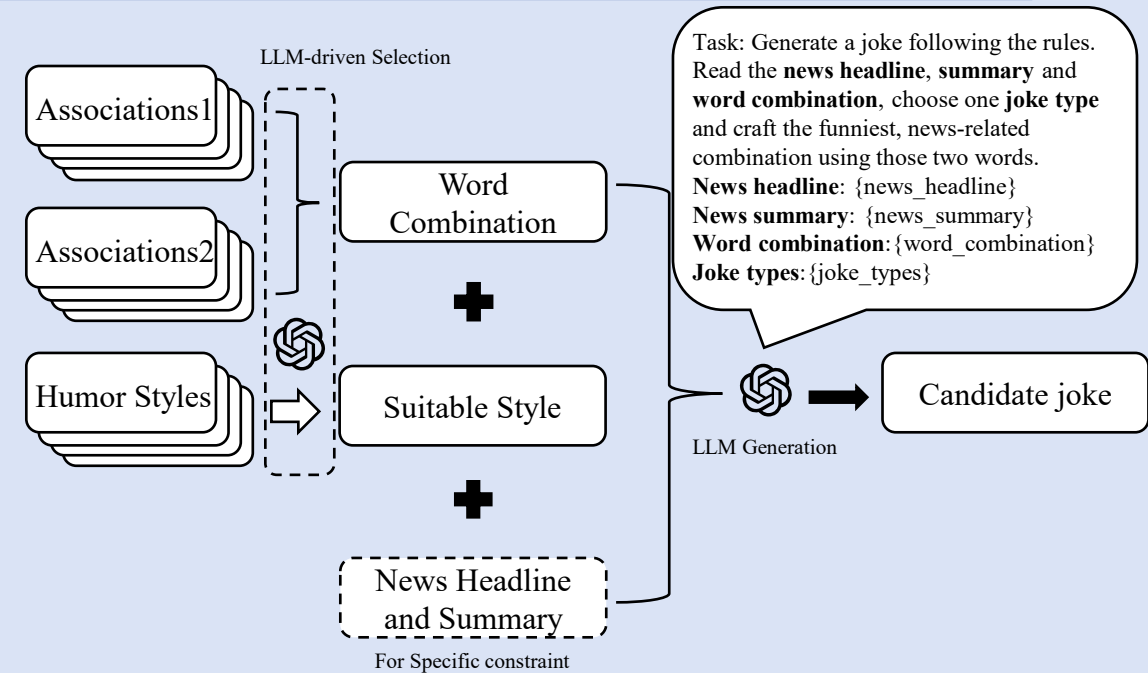 LLM-driven Selection
Associations1
Associations2
Humor Styles
Word
Combination
Suitable Style
News Headline
and Summary
For Specific constraint
Task: Generate a joke following the rules.
Read the news headline, summary and
word combination, choose one joke type
and craft the funniest, news-related
combination using those two words.
News headline: {news_headline}
News summary: {news_summary}
Word combination:{word_combination}
Joke types:{joke_types}
LLM Generation
Candidate joke